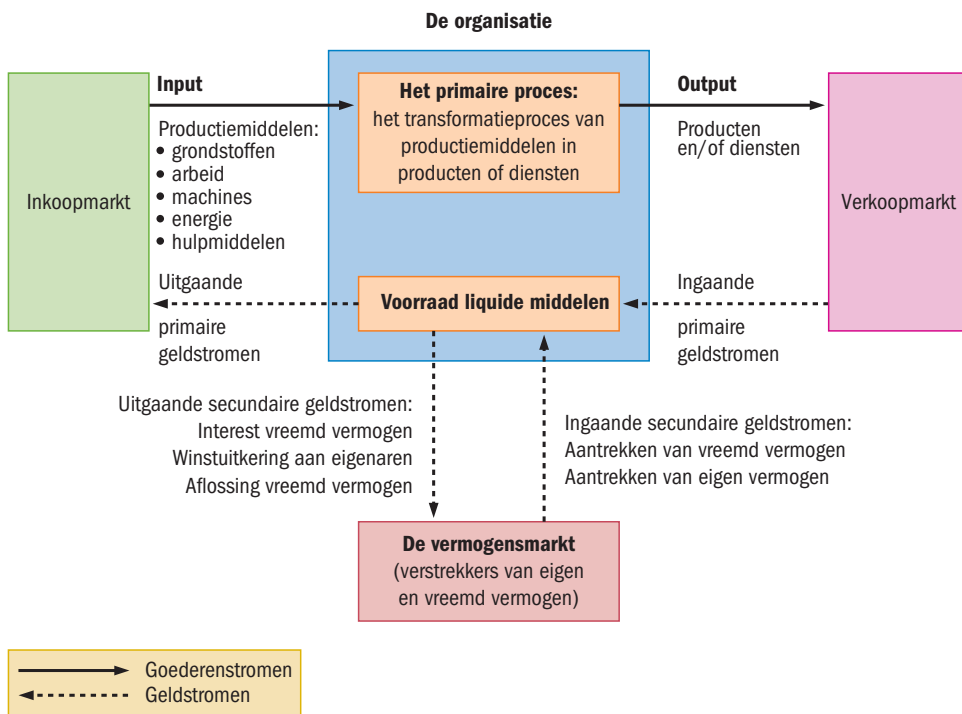 De organisatie
Input
Het primaire proces:
het transformatieproces van
productiemiddelen in
producten of diensten
Output
Productiemiddelen:
• grondstoffen
• arbeid
• machines
• energie
• hulpmiddelen
Producten
en/of diensten
Inkoopmarkt
Verkoopmarkt
Uitgaande
primaire
geldstromen
Voorraad liquide middelen
Ingaande
primaire
geldstromen
Uitgaande secundaire geldstromen:
Interest vreemd vermogen
Winstuitkering aan eigenaren
Aflossing vreemd vermogen
Ingaande secundaire geldstromen:
Aantrekken van vreemd vermogen
Aantrekken van eigen vermogen
De vermogensmarkt
(verstrekkers van eigen
en vreemd vermogen)
Goederenstromen
Geldstromen